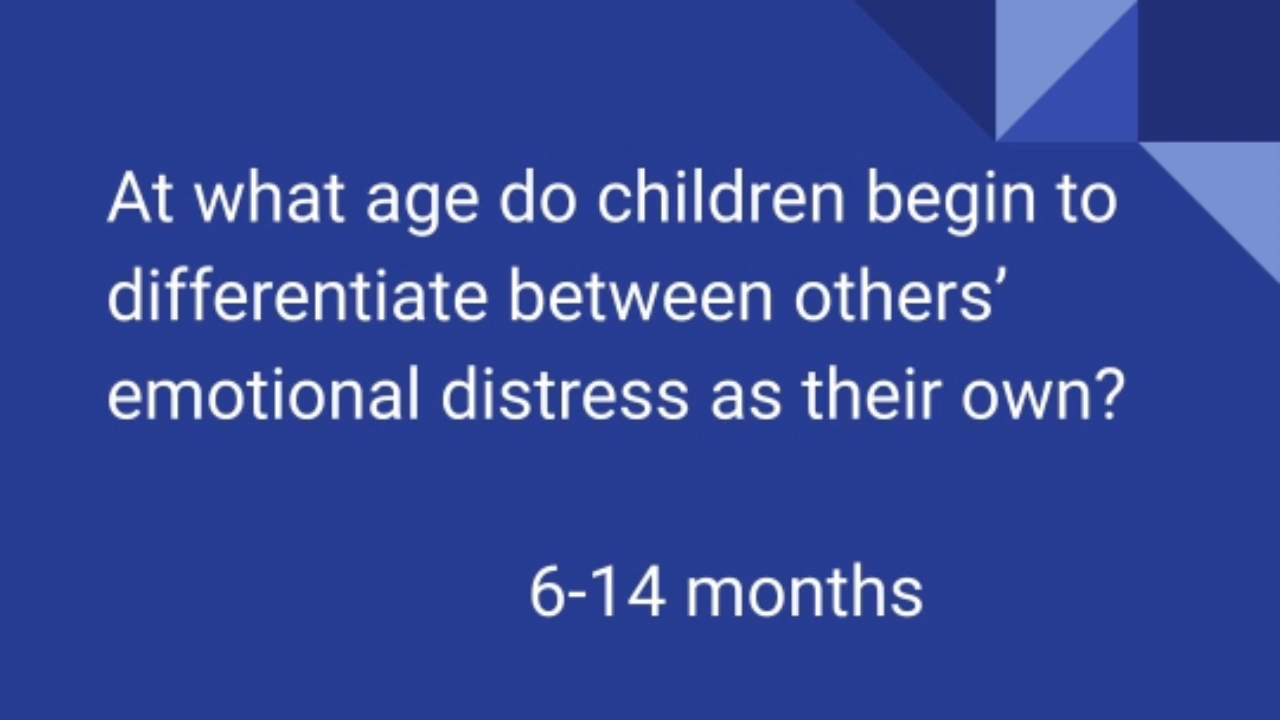 At what age do children begin to
differentiate between others’
emotional distress as their own?
6-14 months